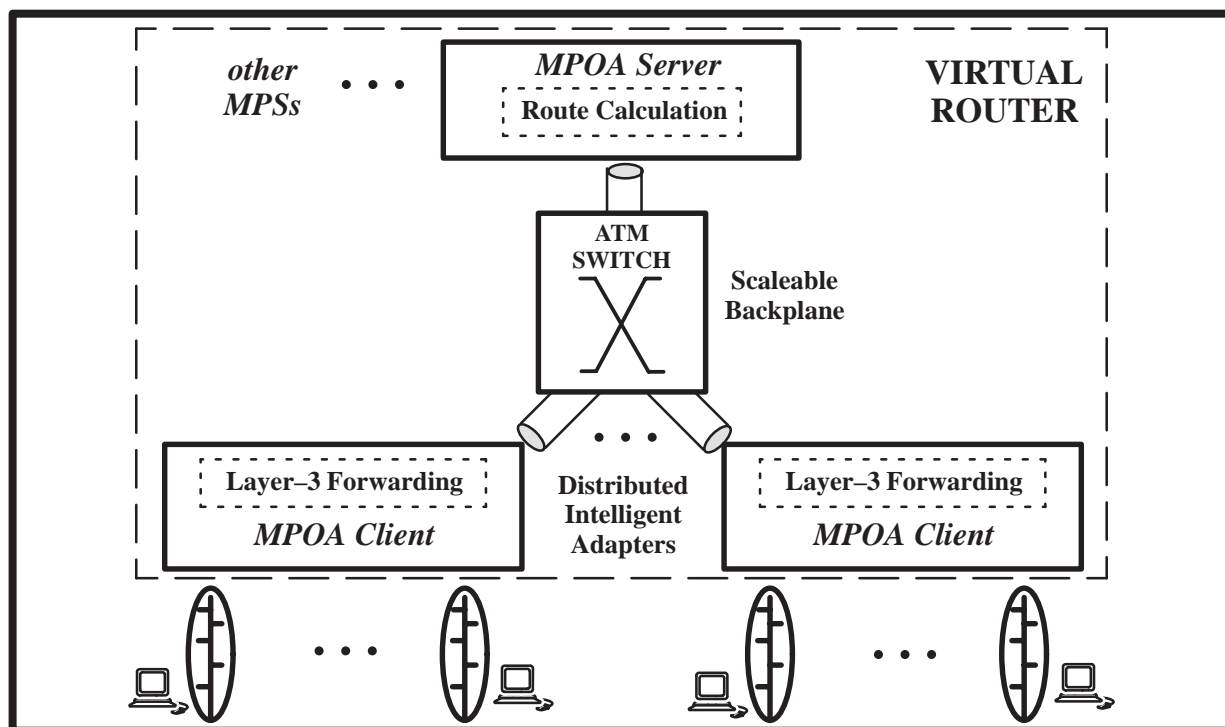 other
MPSs
MPOA Server
Route Calculation
VIRTUAL
ROUTER
ATM
SWITCH
Scaleable
Backplane
Layer–3 Forwarding
MPOA Client
Distributed
Intelligent
Adapters
Layer–3 Forwarding
MPOA Client